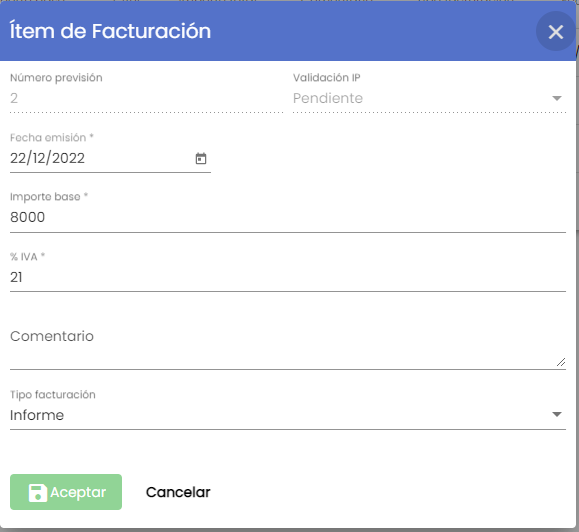 Ítem de Facturación
Número previsión
Validación IP
2
Pendiente
Fecha emisión *
22/12/2022
Importe base *
8000
% IVA *
21
Comentario
Tipo facturación
Informe
Aceptar
Cancelar